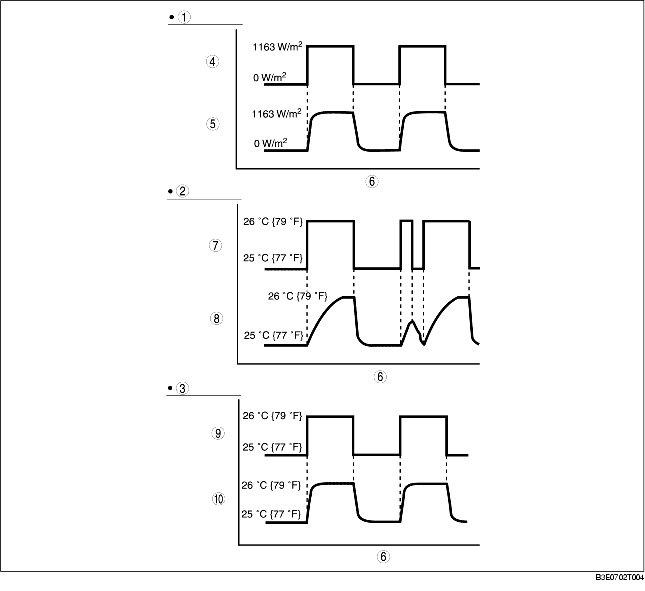 • ①
④ 1163 W/m²
0 W/m²
⑤ 1163 W/m²
0 W/m²
⑥
• ②
⑦ 26 °C {79 °F}
25 °C {77 °F}
⑧ 26 °C {79 °F}
25 °C {77 °F}
⑥
• ③
⑨ 26 °C {79 °F}
25 °C {77 °F}
⑩ 26 °C {79 °F}
25 °C {77 °F}
⑥
B3E0702T004